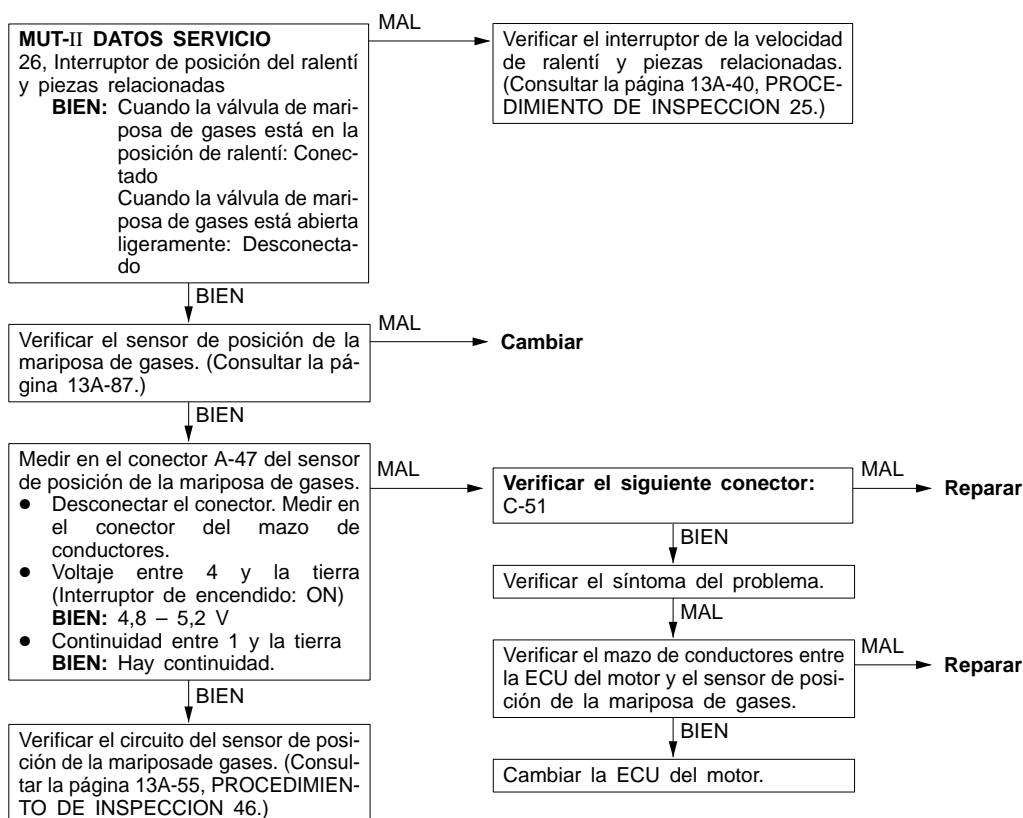 MUT-II DATOS SERVICIO
26, Interruptor de posición del ralentí
y piezas relacionadas
BIEN: Cuando la válvula de mari-
posa de gases está en la
posición de ralentí: Conec-
tado
Cuando la válvula de mari-
posa de gases está abierta
ligeramente: Desconecta-
do
MAL
Verificar el interruptor de la velocidad
de ralentí y piezas relacionadas.
(Consultar la página 13A-40, PROCE-
DIMIENTO DE INSPECCION 25.)
BIEN
Verificar el sensor de posición de la
mariposa de gases. (Consultar la pá-
gina 13A-87.)
MAL
Cambiar
BIEN
Medir en el conector A-47 del sensor
de posición de la mariposa de gases.
● Desconectar el conector. Medir en
el conector del mazo de
conductores.
● Voltaje entre 4 y la tierra
(Interruptor de encendido: ON)
BIEN: 4,8 – 5,2 V
● Continuidad entre 1 y la tierra
BIEN: Hay continuidad.
MAL
Verificar el siguiente conector:
C-51
MAL
Reparar
BIEN
Verificar el síntoma del problema.
MAL
Verificar el mazo de conductores entre
la ECU del motor y el sensor de posi-
ción de la mariposa de gases.
MAL
Reparar
BIEN
Cambiar la ECU del motor.
BIEN
Verificar el circuito del sensor de posi-
ción de la mariposade gases. (Consul-
tar la página 13A-55, PROCEDIMIEN-
TO DE INSPECCION 46.)